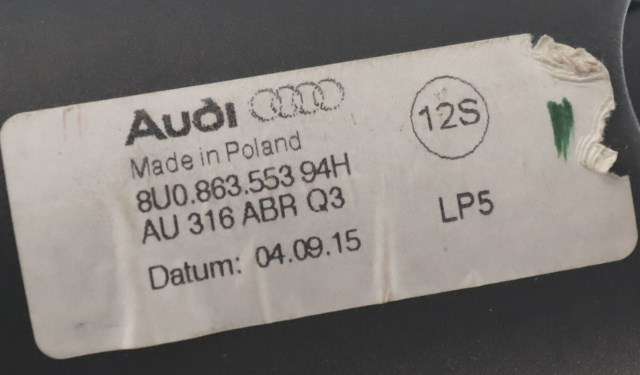 Audi
12S
Made in Poland
8U0.863.553 94H
AU 316 ABR Q3
LP5
Datum: 04.09.15